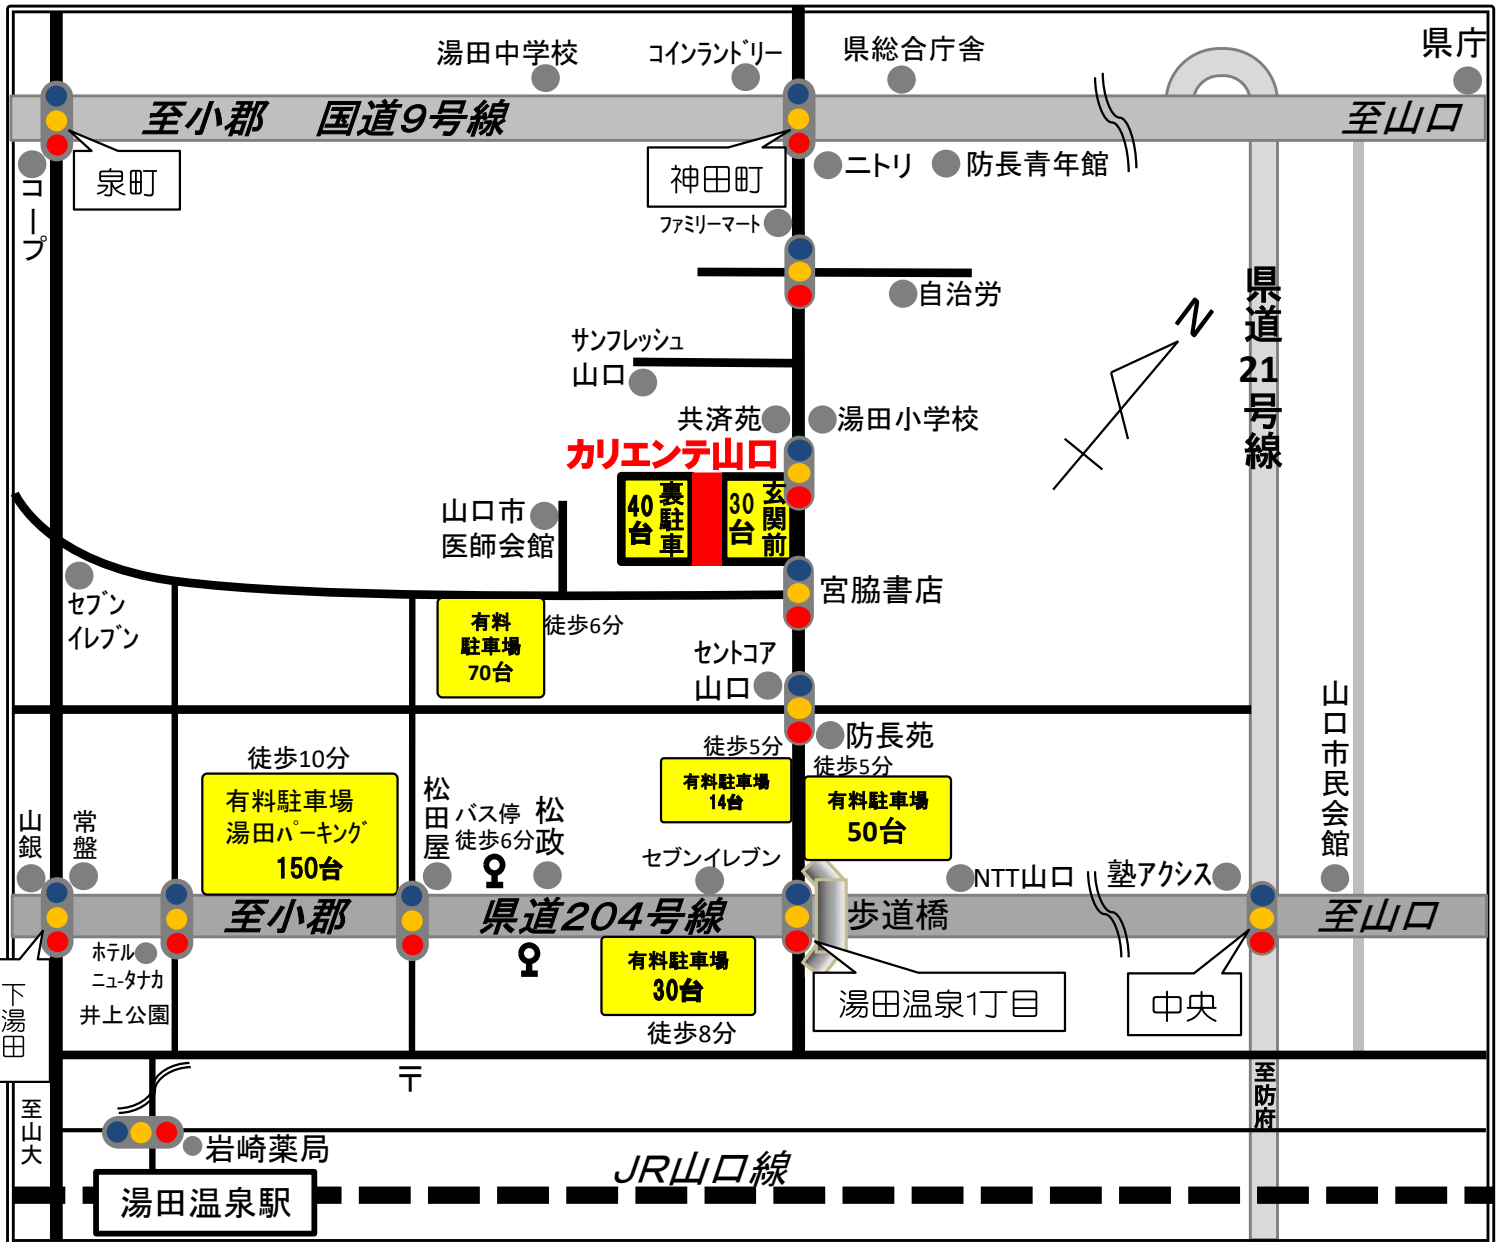 湯田中学校
コインランドリー
県総合庁舎
県庁
至小郡 国道9号線
至山口
泉町
神田町
コープ
ニトリ
防長青年館
ファミリーマート
自治労
県道21号線
N
サンフレッシュ
山口
共済苑
湯田小学校
カリエンテ山口
40台
裏駐車
30台
玄関前
山口市
医師会館
宮脇書店
セブン
イレブン
有料
駐車場
70台
徒歩6分
セントコア
山口
防長苑
徒歩5分
有料駐車場
14台
徒歩5分
有料駐車場
50台
徒歩10分
有料駐車場
湯田パーキング
150台
山銀
常盤
松田屋
バス停
徒歩6分
松政
セブンイレブン
NTT山口
塾アクシス
山口市民会館
至小郡
県道204号線
歩道橋
至山口
ホテル
ニュータナカ
井上公園
有料駐車場
30台
徒歩8分
湯田温泉1丁目
中央
下湯田
〒
至防府
至山大
岩崎薬局
JR山口線
湯田温泉駅